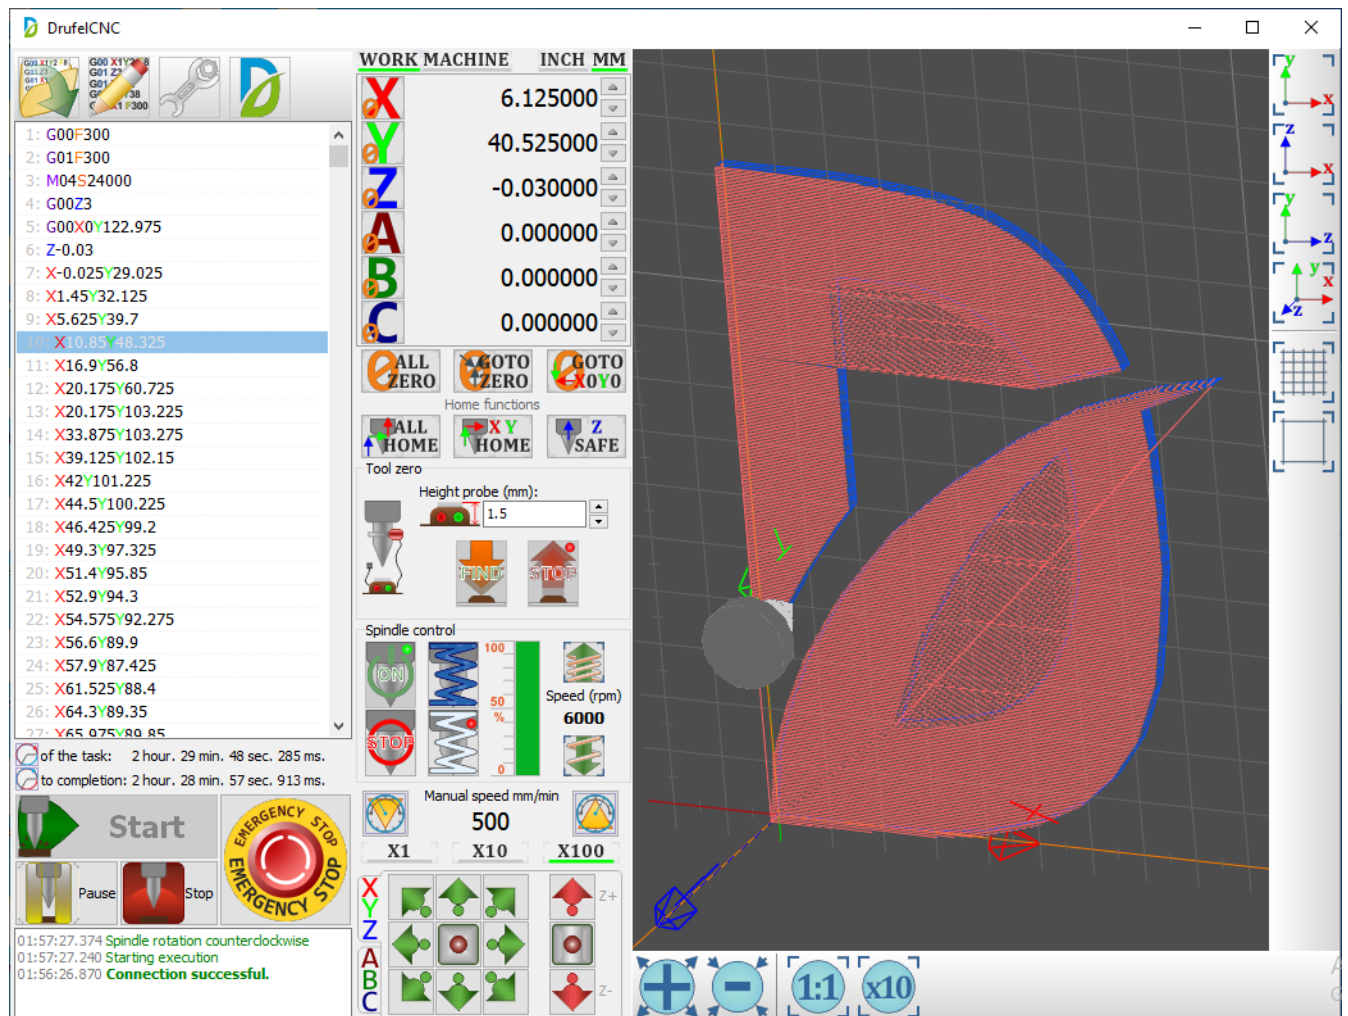 DrufelCNC
WORK MACHINE INCH MM
X 6.125000
Y 40.525000
Z -0.030000
A 0.000000
B 0.000000
C 0.000000
ALL ZERO
GOTO ZERO
GOTO X0Y0
Home functions
ALL HOME
X Y HOME
Z SAFE
Tool zero
Height probe (mm):
1.5
FIND
STOP
Spindle control
ON
STOP
100
50
%
0
Speed (rpm)
6000
Manual speed mm/min
500
X1 X10 X100
X
Y
Z
A
B
C
Z+
Z-
1: G00F300
2: G01F300
3: M04S24000
4: G00Z3
5: G00X0Y122.975
6: Z-0.03
7: X-0.025Y29.025
8: X1.45Y32.125
9: X5.625Y39.7
10: X10.85Y48.325
11: X16.9Y56.8
12: X20.175Y60.725
13: X20.175Y103.225
14: X33.875Y103.275
15: X39.125Y102.15
16: X42Y101.225
17: X44.5Y100.225
18: X46.425Y99.2
19: X49.3Y97.325
20: X51.4Y95.85
21: X52.9Y94.3
22: X54.575Y92.275
23: X56.6Y89.9
24: X57.9Y87.425
25: X61.525Y88.4
26: X64.3Y89.35
27: X65.975Y89.85
of the task: 2 hour. 29 min. 48 sec. 285 ms.
to completion: 2 hour. 28 min. 57 sec. 913 ms.
Start
Pause
Stop
EMERGENCY STOP
EMERGENCY STOP
01:57:27.374 Spindle rotation counterclockwise
01:57:27.240 Starting execution
01:56:26.870 Connection successful.
y
x
z
x
y
z
y
x
z
Y
X
1:1
x10